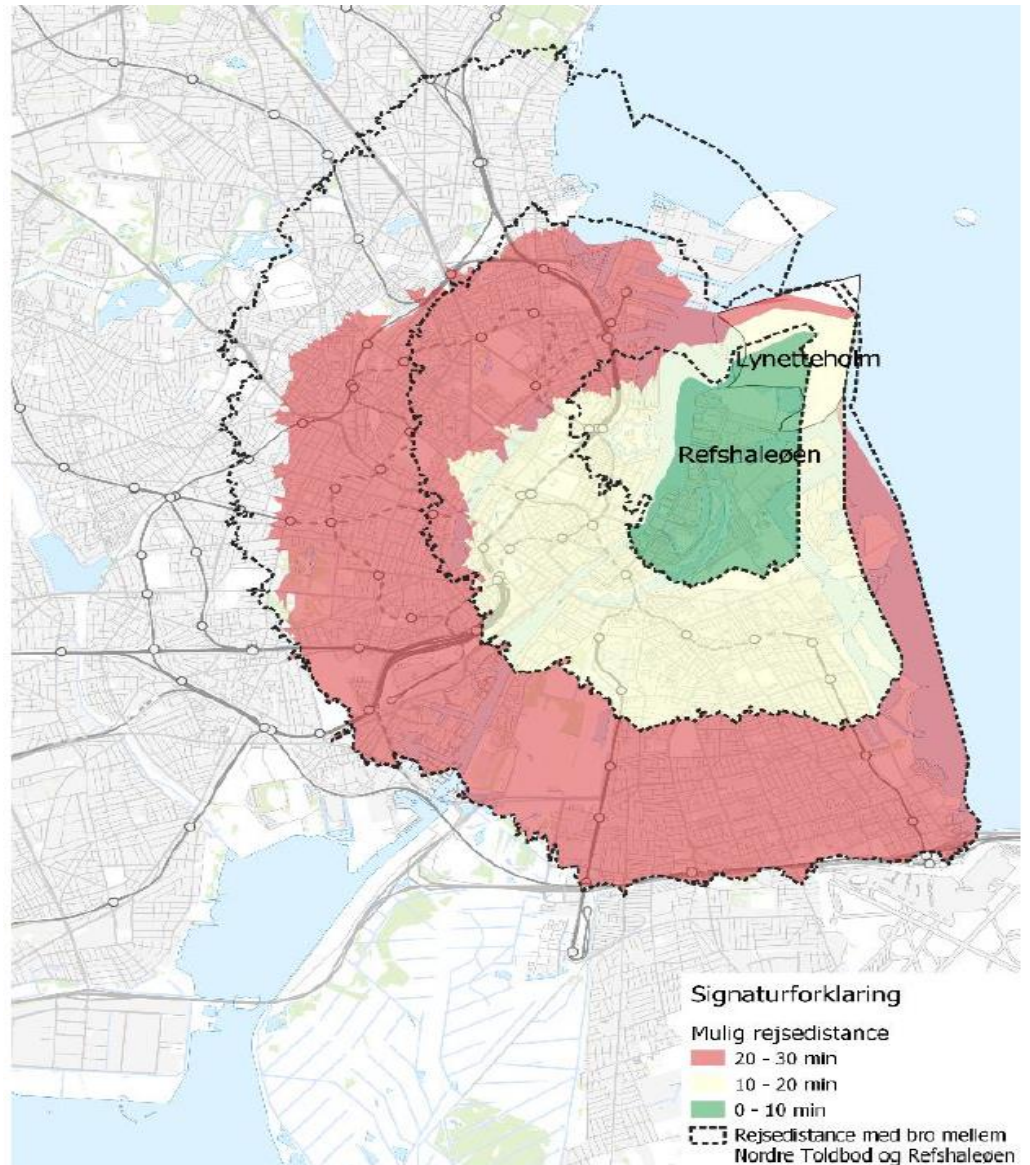 Lynetteholm
Refshaleøen
Signaturforklaring
Mulig rejsedistance
20 - 30 min
10 - 20 min
0 - 10 min
Rejsedistance med bro mellem
Nordre Toldbod og Refshaleøen